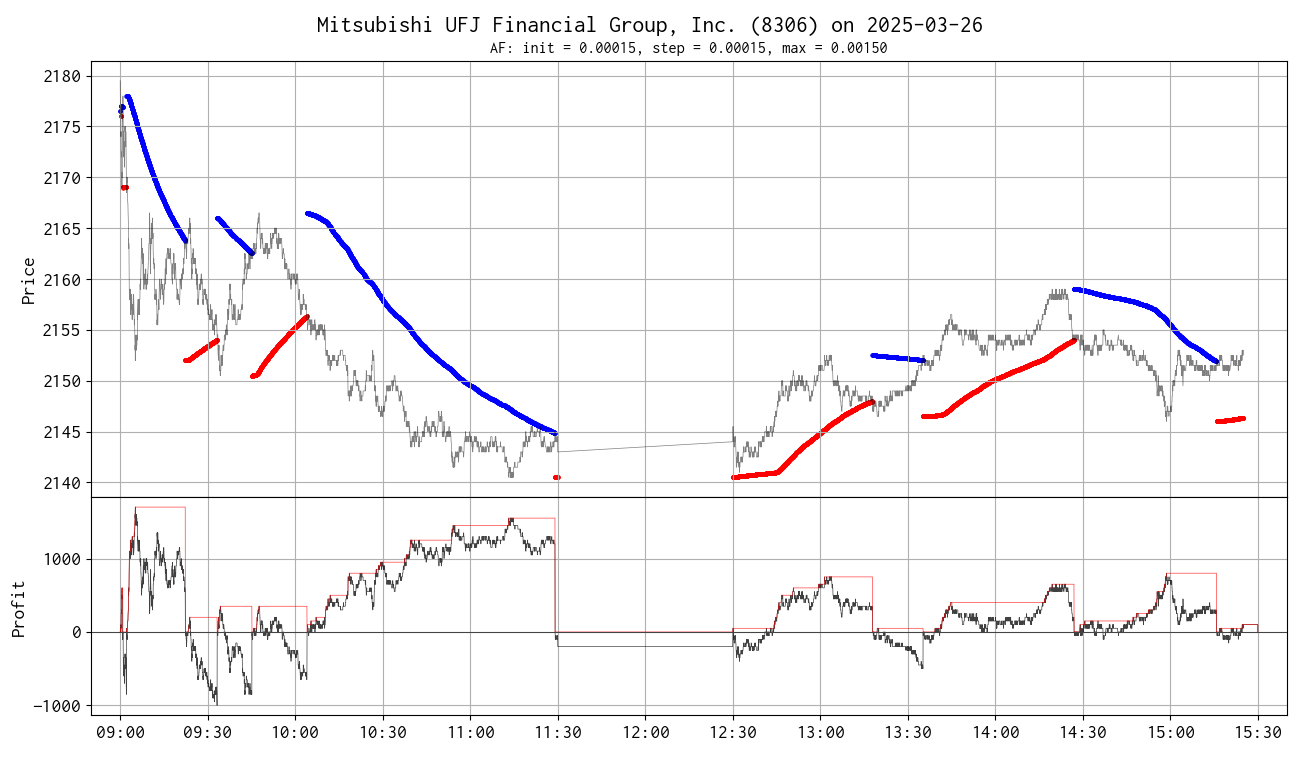 Mitsubishi UFJ Financial Group, Inc. (8306) on 2025-03-26
AF: init = 0.00015, step = 0.00015, max = 0.00150
Price
2180
2175
2170
2165
2160
2155
2150
2145
2140
Profit
1000
0
−1000
09:00 09:30 10:00 10:30 11:00 11:30 12:00 12:30 13:00 13:30 14:00 14:30 15:00 15:30